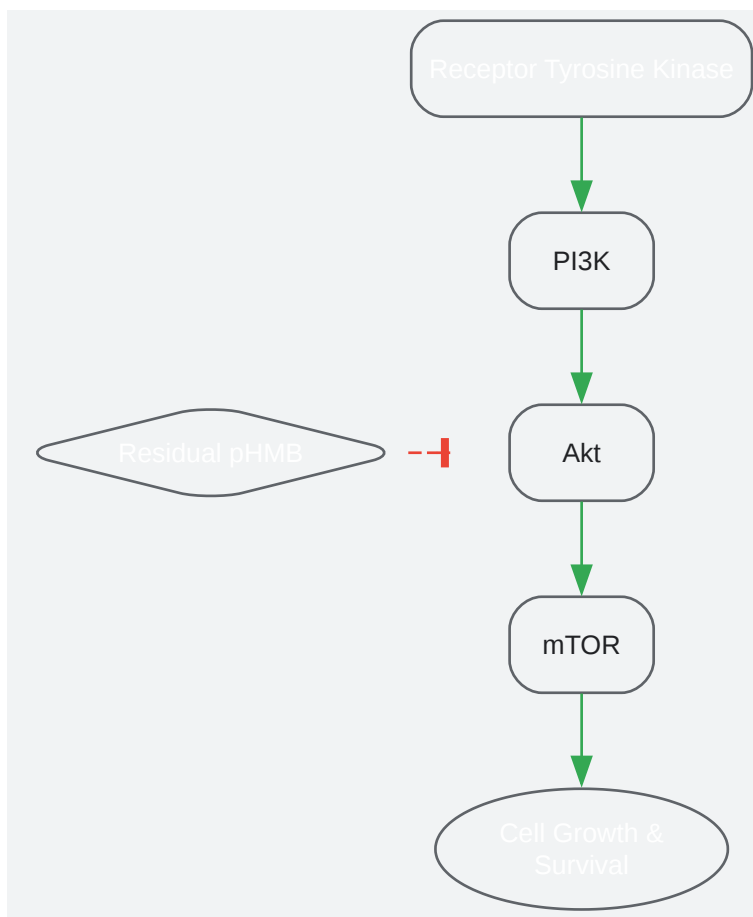 Receptor Tyrosine Kinase
PI3K
Residual pHMB
Akt
mTOR
Cell Growth &
Survival